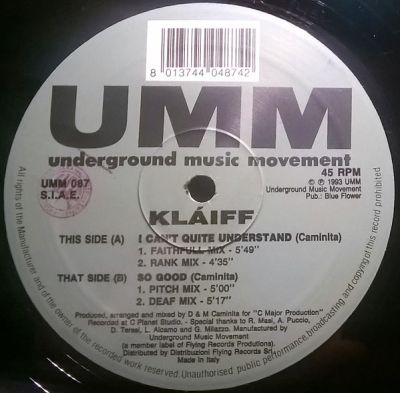 8 013744 048742
UMM
underground music movement
UMM 097
S.I.A.E.
45 RPM
© ℗ 1993 UMM
Underground Music Movement
Pub.: Blue Flower
KLÁIFF
THIS SIDE (A) I CAN'T QUITE UNDERSTAND (Caminita)
1. FAITHFULL MIX - 5'49''
2. RANK MIX - 4'35''
THAT SIDE (B) SO GOOD (Caminita)
1. PITCH MIX - 5'00''
2. DEAF MIX - 5'17''
Produced, arranged and mixed by D & M Caminita for "C Major Production"
Recorded at C Planet Studio. - Special thanks to R. Masi, A. Puccio,
D. Teresi, L. Alcamo and G. Milazzo. Manufactured by
Underground Music Movement
(a member label of Flying Records Productions).
Distributed by Distribuzioni Flying Records Srl
Made in Italy
All rights of the Manufacturer and of the owner of the recorded work reserved. Unauthorised public performance, broadcasting and copying of this record prohibited.